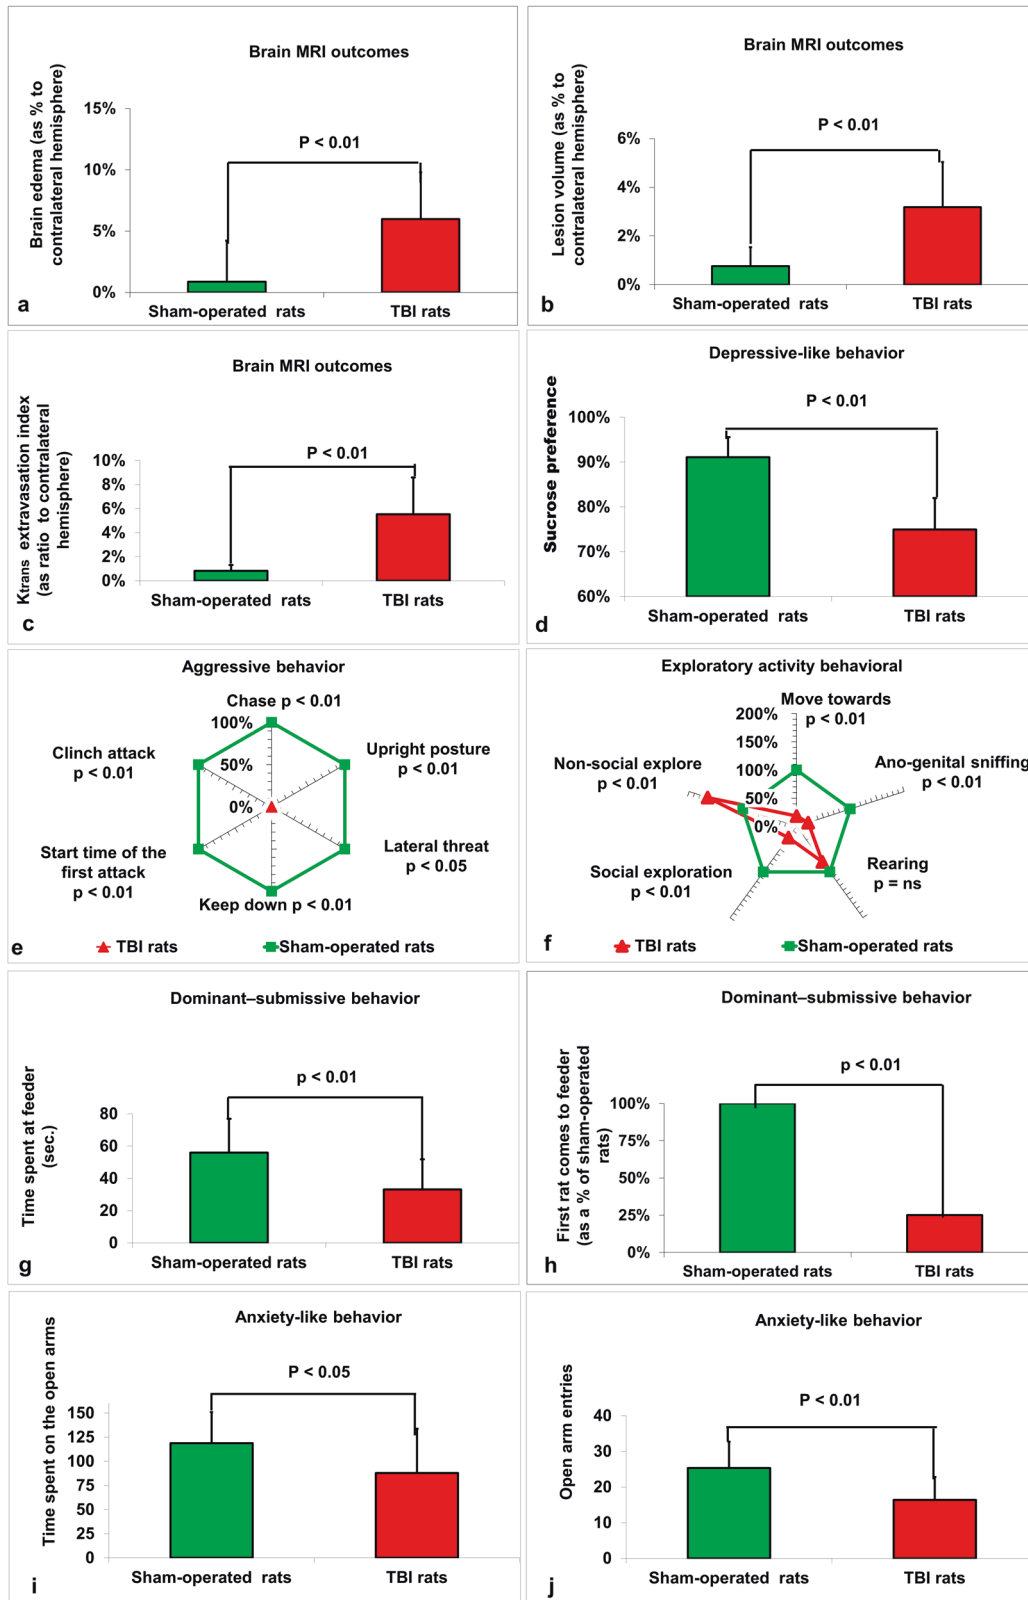 Brain MRI outcomes
Brain edema (as % to
contralateral hemisphere)
15%
10%
5%
0%
P < 0.01
Sham-operated rats
TBI rats
a
Brain MRI outcomes
Lesion volume (as % to
contralateral hemisphere)
6%
4%
2%
0%
P < 0.01
Sham-operated rats
TBI rats
b
Brain MRI outcomes
Ktrans extravasation index
(as ratio to contralateral
hemisphere)
10%
8%
6%
4%
2%
0%
P < 0.01
Sham-operated rats
TBI rats
c
Depressive-like behavior
Sucrose preference
100%
90%
80%
70%
60%
P < 0.01
Sham-operated rats
TBI rats
d
Aggressive behavior
Chase p < 0.01
100%
50%
0%
Upright posture
p < 0.01
Lateral threat
p < 0.05
Keep down p < 0.01
Start time of the
first attack
p < 0.01
Clinch attack
p < 0.01
TBI rats
Sham-operated rats
e
Exploratory activity behavioral
Move towards
p < 0.01
200%
150%
100%
50%
0%
Ano-genital sniffing
p < 0.01
Rearing
p = ns
Social exploration
p < 0.01
Non-social explore
p < 0.01
TBI rats
Sham-operated rats
f
Dominant–submissive behavior
Time spent at feeder
(sec.)
80
60
40
20
0
p < 0.01
Sham-operated rats
TBI rats
g
Dominant–submissive behavior
First rat comes to feeder
(as a % of sham-operated
rats)
100%
75%
50%
25%
0%
p < 0.01
Sham-operated rats
TBI rats
h
Anxiety-like behavior
Time spent on the open arms
150
125
100
75
50
25
0
P < 0.05
Sham-operated rats
TBI rats
i
Anxiety-like behavior
Open arm entries
40
30
20
10
0
P < 0.01
Sham-operated rats
TBI rats
j